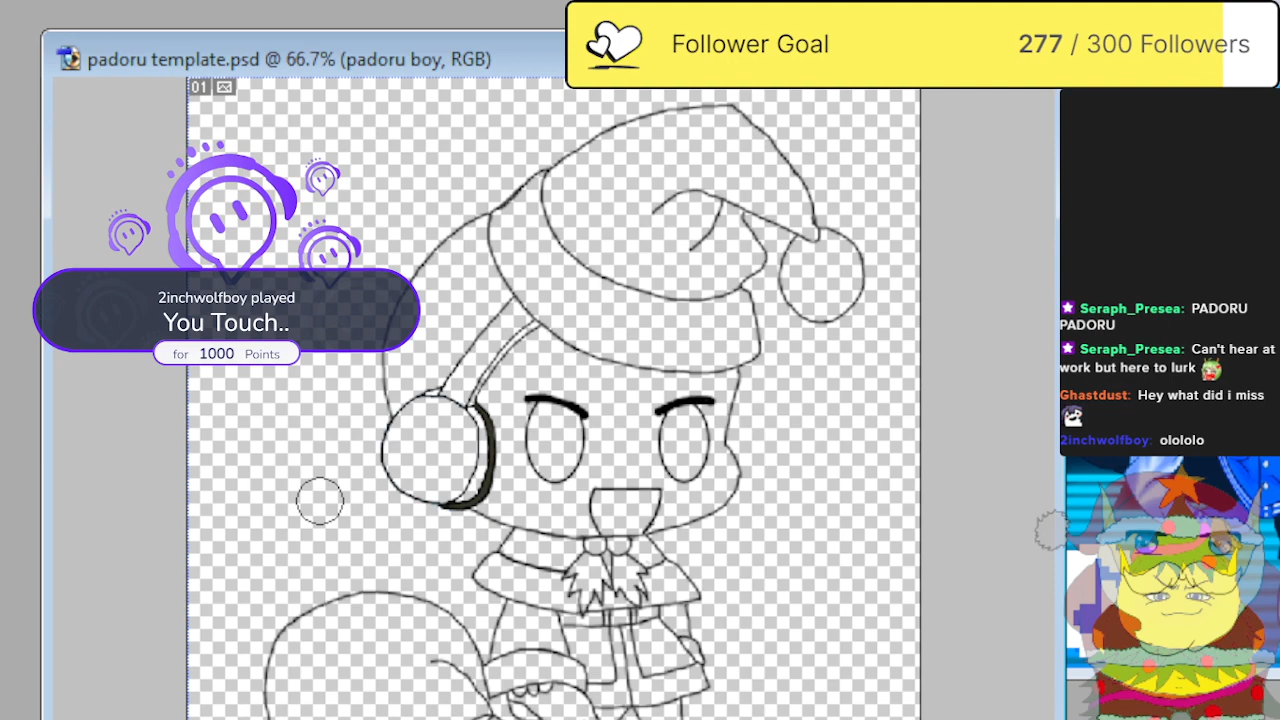 Follower Goal 277 / 300 Followers
padoru template.psd @ 66.7% (padoru boy, RGB)
01
2inchwolfboy played
You Touch..
for 1000 Points
Seraph_Presea: PADORU
PADORU
Seraph_Presea: Can't hear at
work but here to lurk
Ghastdust: Hey what did i miss
2inchwolfboy: olololo